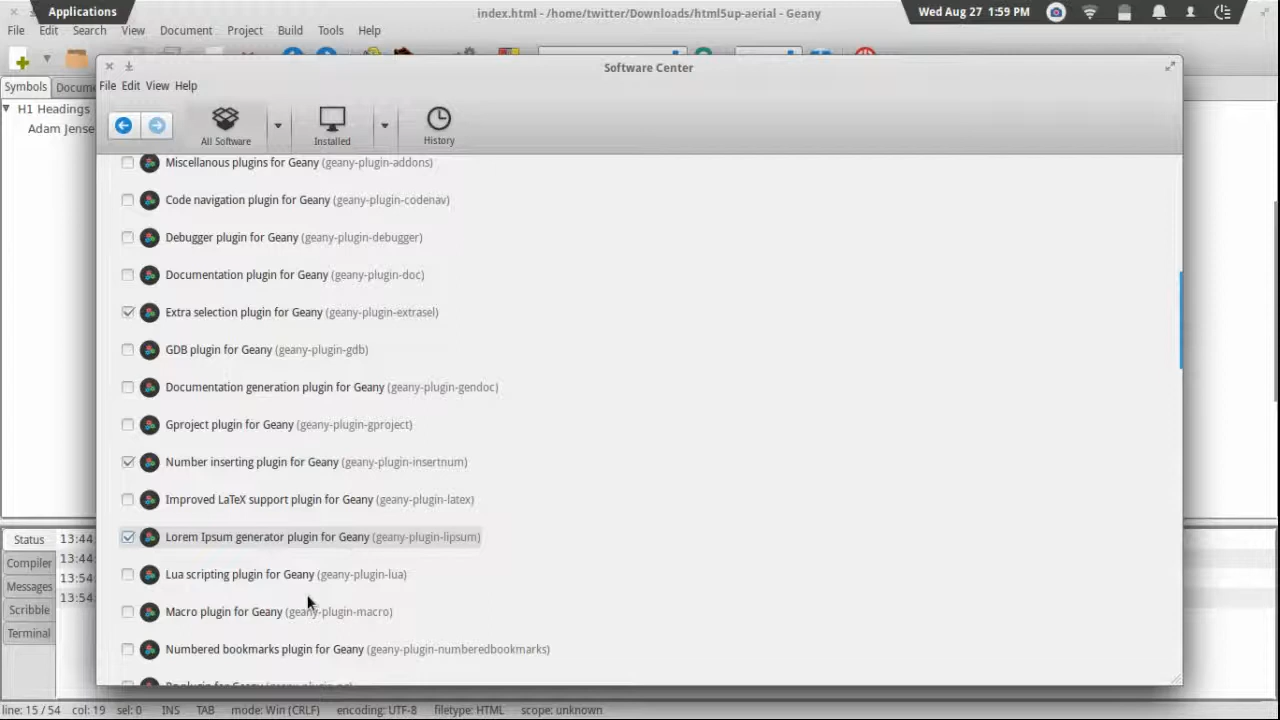 Applications
index.html - /home/twitter/Downloads/html5up-aerial - Geany
Wed Aug 27 1:59 PM
File Edit Search View Document Project Build Tools Help
Symbols
H1 Headings
Software Center
File Edit View Help
All Software
Installed
History
Miscellanous plugins for Geany (geany-plugin-addons)
Code navigation plugin for Geany (geany-plugin-codenav)
Debugger plugin for Geany (geany-plugin-debugger)
Documentation plugin for Geany (geany-plugin-doc)
Extra selection plugin for Geany (geany-plugin-extrasel)
GDB plugin for Geany (geany-plugin-gdb)
Documentation generation plugin for Geany (geany-plugin-gendoc)
Gproject plugin for Geany (geany-plugin-gproject)
Number inserting plugin for Geany (geany-plugin-insertnum)
Improved LaTeX support plugin for Geany (geany-plugin-latex)
Lorem Ipsum generator plugin for Geany (geany-plugin-lipsum)
Lua scripting plugin for Geany (geany-plugin-lua)
Macro plugin for Geany (geany-plugin-macro)
Numbered bookmarks plugin for Geany (geany-plugin-numberedbookmarks)
Status
Compiler
Messages
Scribble
Terminal
13:44
13:44
13:54
13:54
line: 15 / 54 col: 19 sel: 0 INS TAB mode: Win (CRLF) encoding: UTF-8 filetype: HTML scope: unknown